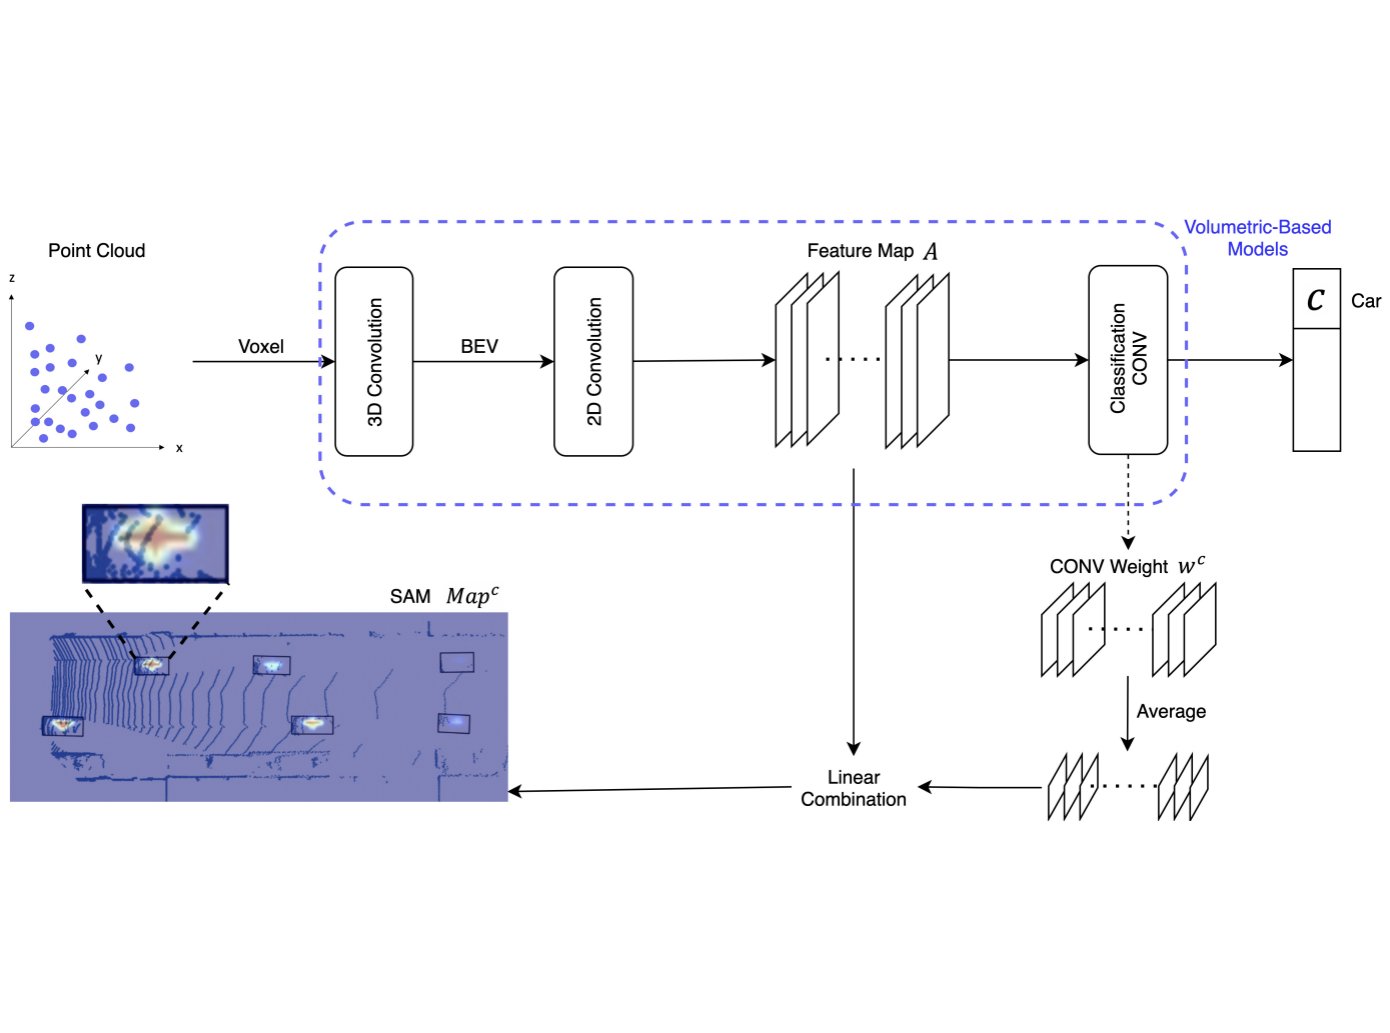 Volumetric-Based
Models
Point Cloud
Feature Map A
z
y
x
Voxel
3D Convolution
BEV
2D Convolution
Classification
CONV
c
Car
CONV Weight w^c
SAM Map^c
Average
Linear
Combination